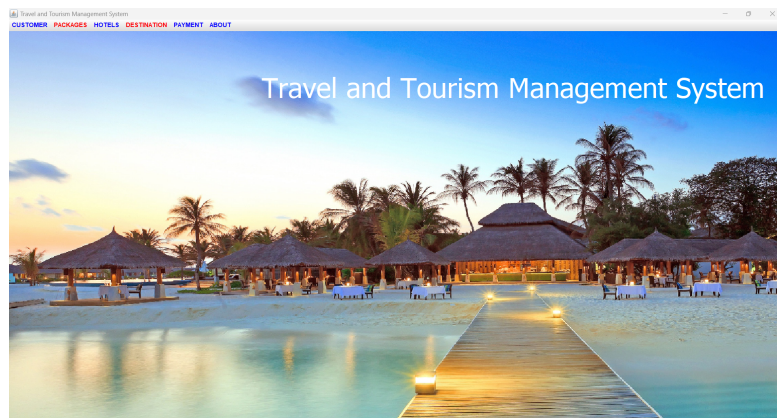 Travel and Tourism Management System
CUSTOMER PACKAGES HOTELS DESTINATION PAYMENT ABOUT
Travel and Tourism Management System